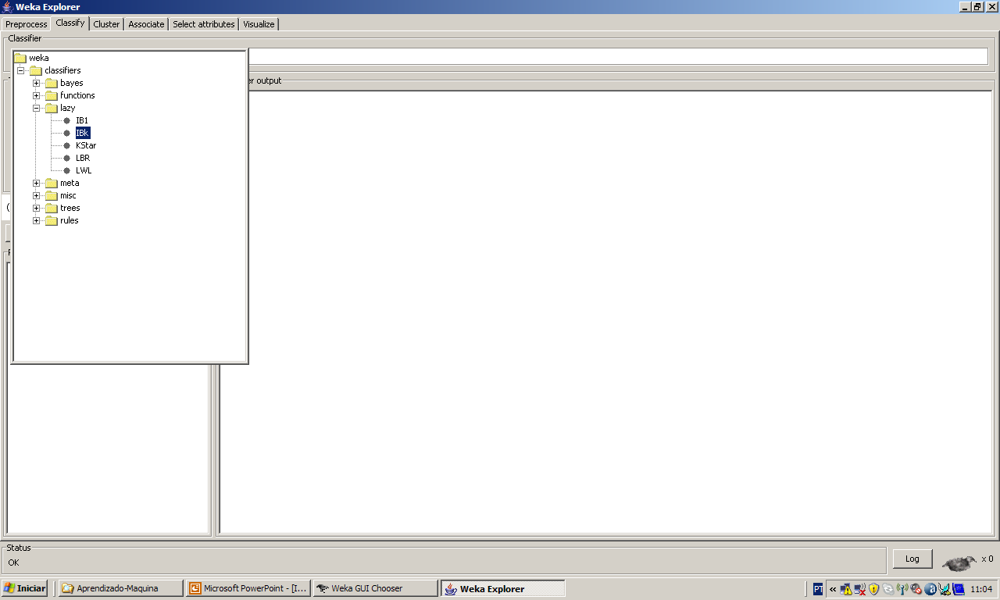 Weka Explorer
Preprocess Classify Cluster Associate Select attributes Visualize
Classifier
weka
classifiers
bayes
functions
lazy
IB1
IBk
KStar
LBR
LWL
meta
misc
trees
rules
er output
Status
OK
Log
x 0
Iniciar
Aprendizado-Maquina
Microsoft PowerPoint - [I...
Weka GUI Chooser
Weka Explorer
PT
«
11:04